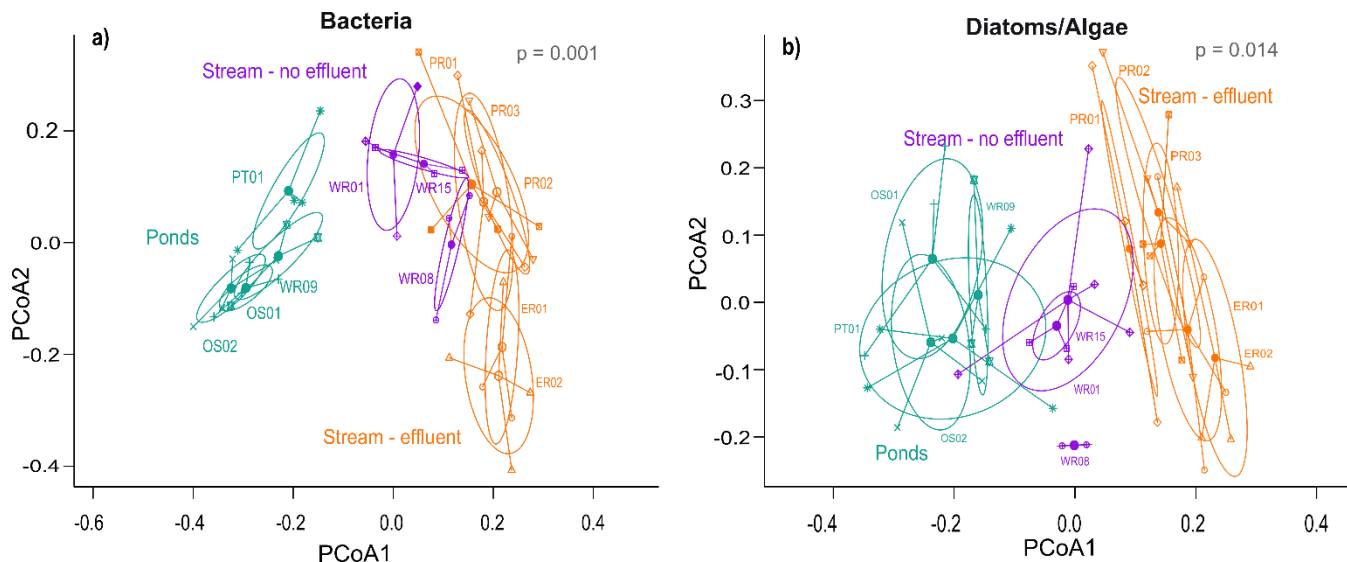 Bacteria
a)
p = 0.001
Stream - no effluent
PR01
PR03
PT01
WR01
WR15
PR02
Ponds
WR08
WR09
OS01
ER01
OS02
ER02
Stream - effluent
0.2
0.0
-0.2
-0.4
PCoA2
-0.6
-0.4
-0.2
0.0
0.2
0.4
PCoA1
Diatoms/Algae
b)
p = 0.014
PR02
Stream - effluent
PR01
Stream - no effluent
PR03
OS01
WR09
ER01
PT01
WR15
ER02
WR01
OS02
Ponds
WR08
0.3
0.2
0.1
0.0
-0.1
-0.2
PCoA2
-0.4
-0.2
0.0
0.2
0.4
PCoA1